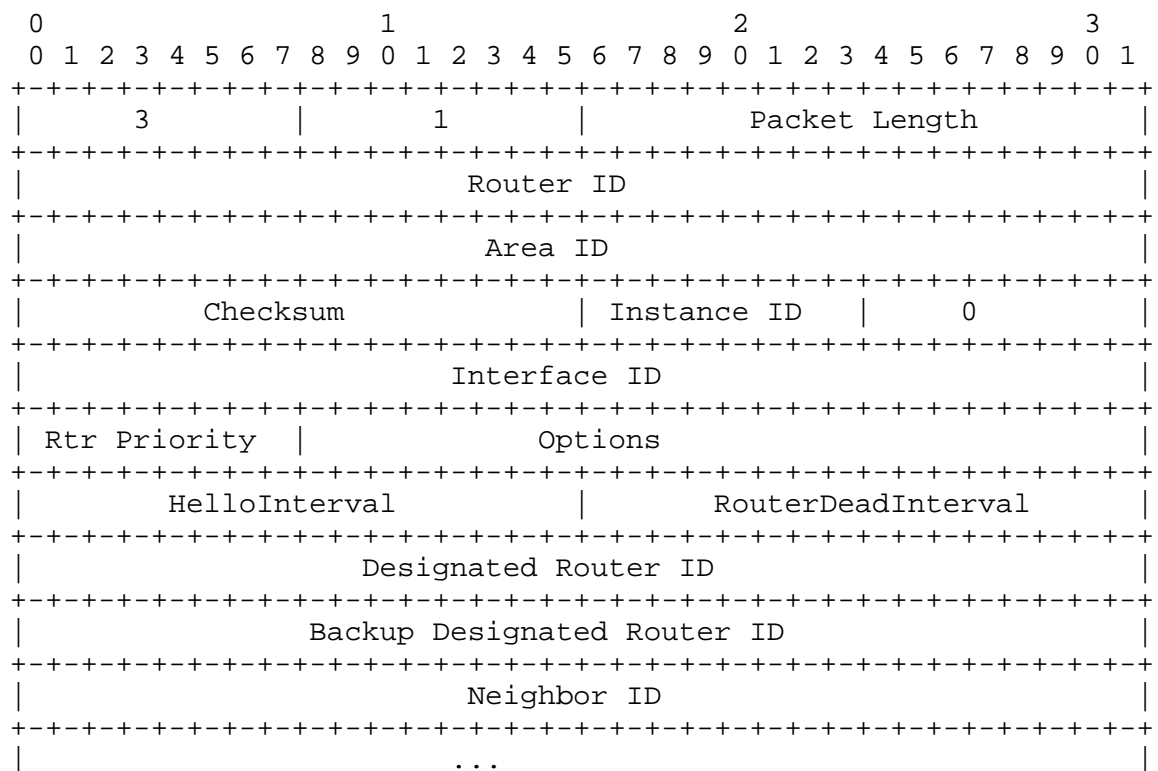 0                   1                   2                   3
 0 1 2 3 4 5 6 7 8 9 0 1 2 3 4 5 6 7 8 9 0 1 2 3 4 5 6 7 8 9 0 1
+-+-+-+-+-+-+-+-+-+-+-+-+-+-+-+-+-+-+-+-+-+-+-+-+-+-+-+-+-+-+-+-+
|      3        |       1       |         Packet Length         |
+-+-+-+-+-+-+-+-+-+-+-+-+-+-+-+-+-+-+-+-+-+-+-+-+-+-+-+-+-+-+-+-+
|                         Router ID                             |
+-+-+-+-+-+-+-+-+-+-+-+-+-+-+-+-+-+-+-+-+-+-+-+-+-+-+-+-+-+-+-+-+
|                          Area ID                              |
+-+-+-+-+-+-+-+-+-+-+-+-+-+-+-+-+-+-+-+-+-+-+-+-+-+-+-+-+-+-+-+-+
|          Checksum             | Instance ID   |     0         |
+-+-+-+-+-+-+-+-+-+-+-+-+-+-+-+-+-+-+-+-+-+-+-+-+-+-+-+-+-+-+-+-+
|                        Interface ID                           |
+-+-+-+-+-+-+-+-+-+-+-+-+-+-+-+-+-+-+-+-+-+-+-+-+-+-+-+-+-+-+-+-+
| Rtr Priority  |             Options                           |
+-+-+-+-+-+-+-+-+-+-+-+-+-+-+-+-+-+-+-+-+-+-+-+-+-+-+-+-+-+-+-+-+
|        HelloInterval          |       RouterDeadInterval      |
+-+-+-+-+-+-+-+-+-+-+-+-+-+-+-+-+-+-+-+-+-+-+-+-+-+-+-+-+-+-+-+-+
|                   Designated Router ID                        |
+-+-+-+-+-+-+-+-+-+-+-+-+-+-+-+-+-+-+-+-+-+-+-+-+-+-+-+-+-+-+-+-+
|                Backup Designated Router ID                    |
+-+-+-+-+-+-+-+-+-+-+-+-+-+-+-+-+-+-+-+-+-+-+-+-+-+-+-+-+-+-+-+-+
|                         Neighbor ID                           |
+-+-+-+-+-+-+-+-+-+-+-+-+-+-+-+-+-+-+-+-+-+-+-+-+-+-+-+-+-+-+-+-+
|                        ...                                    |